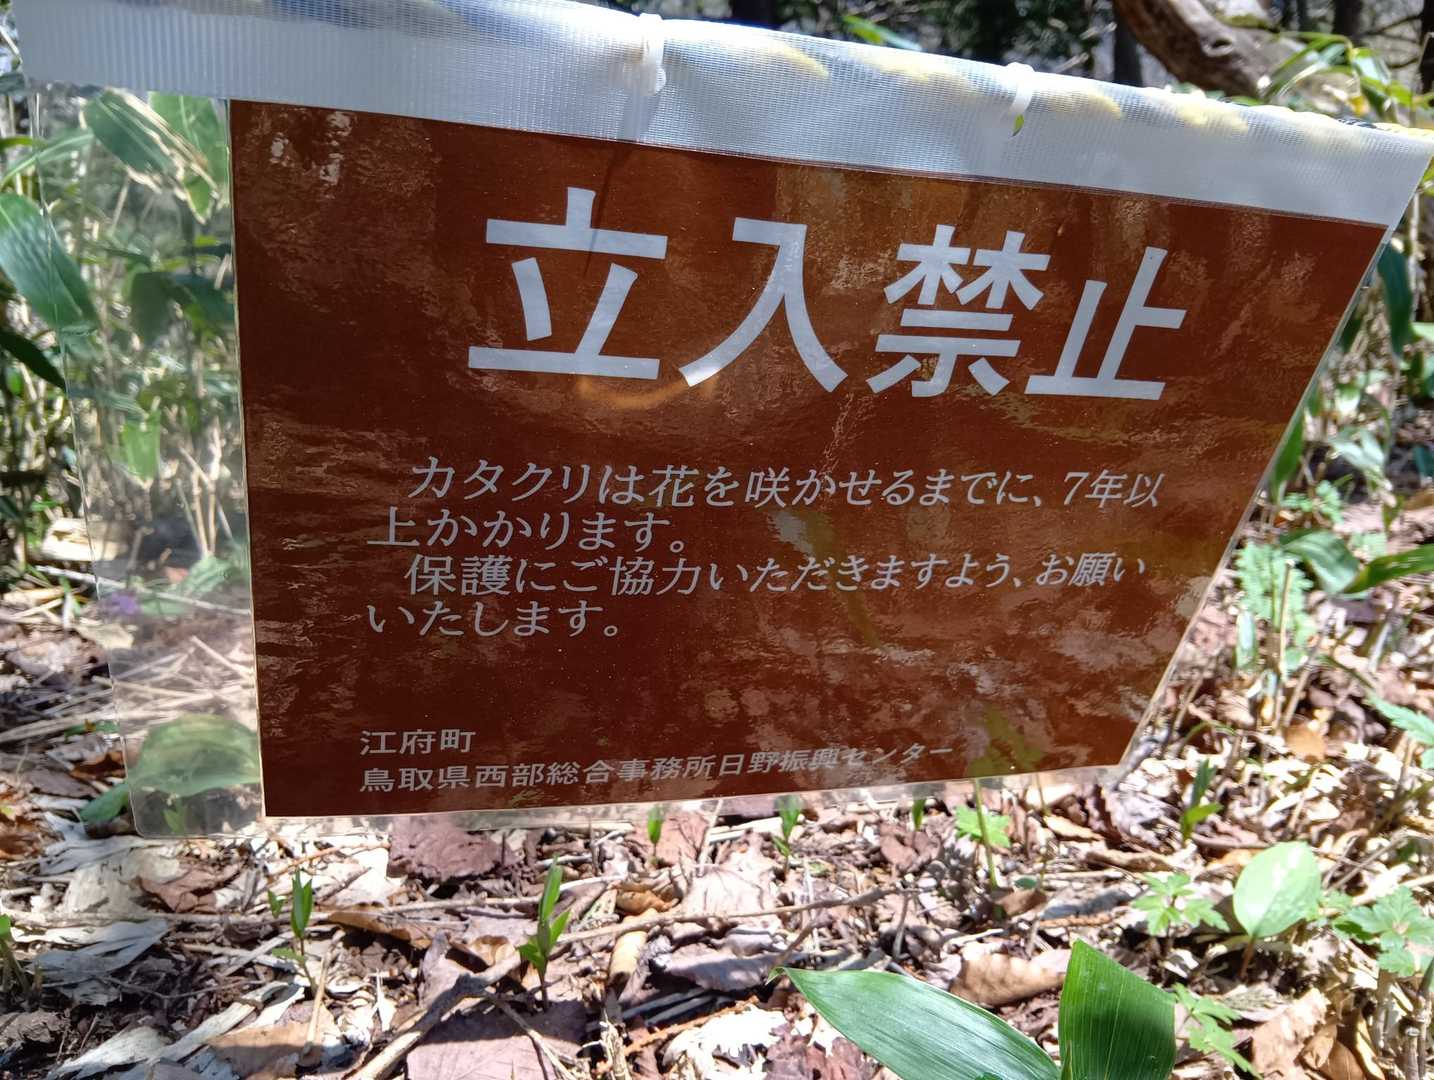 立入禁止
カタクリは花を咲かせるまでに、7年以
上かかります。
保護にご協力いただきますよう、お願い
いたします。
江府町
鳥取県西部総合事務所日野振興センター